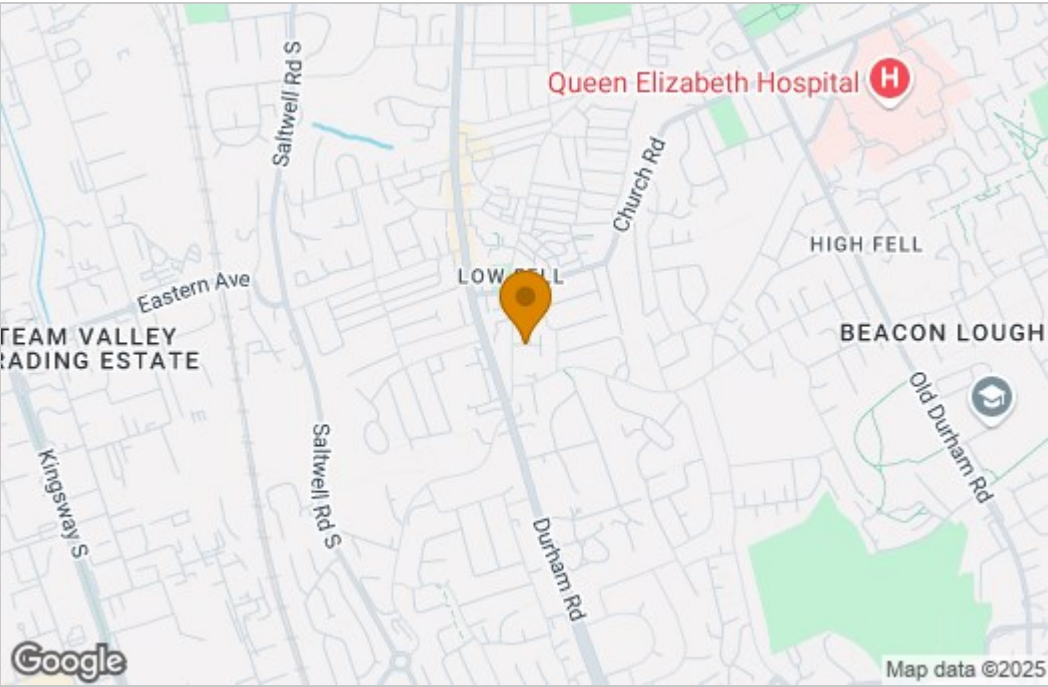 Saltwell Rd S
Queen Elizabeth Hospital
H
Church Rd
HIGH FELL
LOW FELL
Eastern Ave
TEAM VALLEY
RADING ESTATE
BEACON LOUGH
Old Durham Rd
Saltwell Rd S
Kingsway S
Durham Rd
Google
Map data ©2025